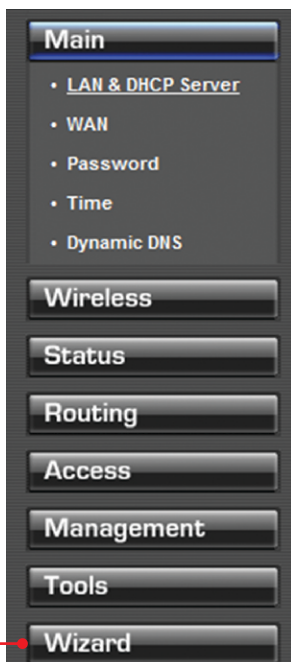 Main
• LAN & DHCP Server
• WAN
• Password
• Time
• Dynamic DNS
Wireless
Status
Routing
Access
Management
Tools
Wizard